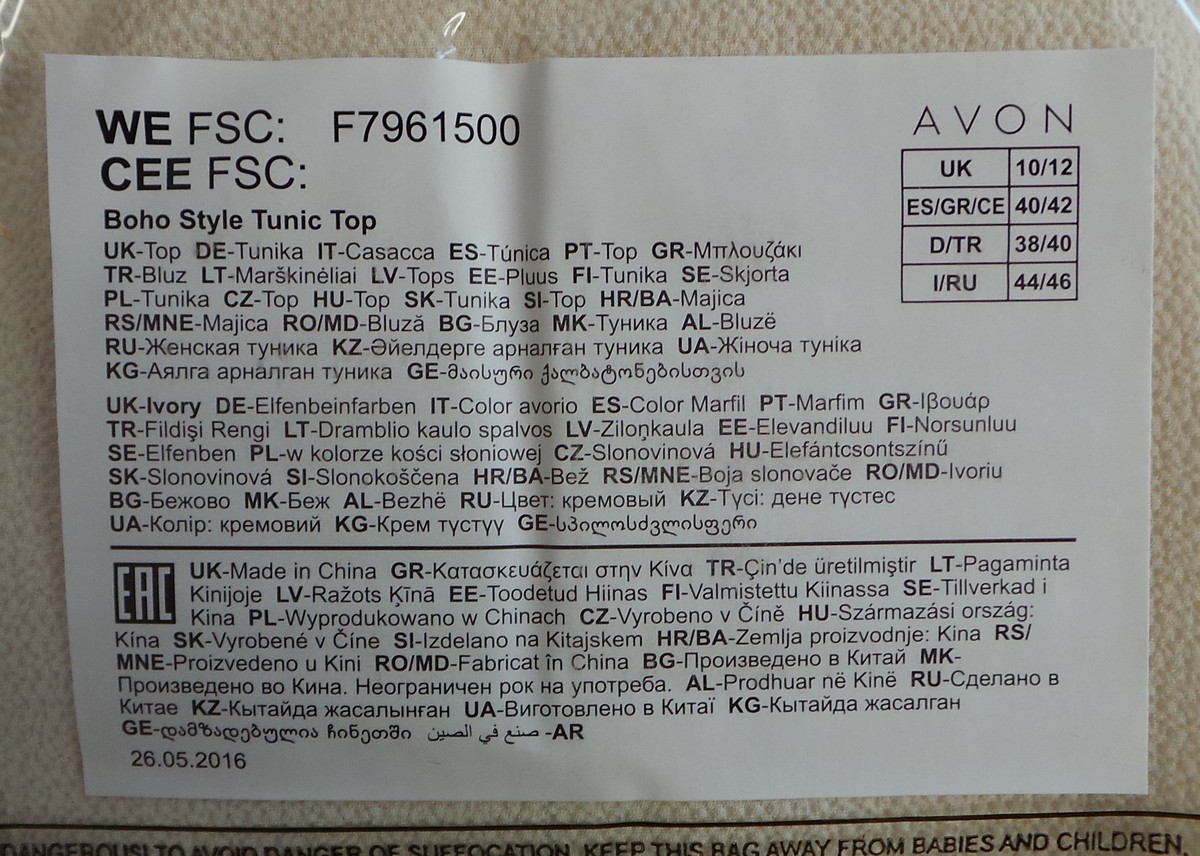 WE FSC: F7961500
CEE FSC:
AVON
UK 10/12
ES/GR/CE 40/42
D/TR 38/40
I/RU 44/46
Boho Style Tunic Top
UK-Top DE-Tunika IT-Casacca ES-Túnica PT-Top GR-Μπλουζάκι
TR-Bluz LT-Marškinėliai LV-Tops EE-Pluus FI-Tunika SE-Skjorta
PL-Tunika CZ-Top HU-Top SK-Tunika SI-Top HR/BA-Majica
RS/MNE-Majica RO/MD-Bluză BG-Блуза MK-Туника AL-Bluzë
RU-Женская туника KZ-Әйелдерге арналған туника UA-Жіноча туніка
KG-Аялга арналган туника GE-მაისური ქალბატონებისთვის
UK-Ivory DE-Elfenbeinfarben IT-Color avorio ES-Color Marfil PT-Marfim GR-Ιβουάρ
TR-Fildişi Rengi LT-Dramblio kaulo spalvos LV-Ziloņkaula EE-Elevandiluu FI-Norsunluu
SE-Elfenben PL-w kolorze kości słoniowej CZ-Slonovinová HU-Elefántcsontszínű
SK-Slonovinová SI-Slonokoščena HR/BA-Bež RS/MNE-Boja slonovače RO/MD-Ivoriu
BG-Бежово MK-Беж AL-Bezhë RU-Цвет: кремовый KZ-Түсі: дене түстес
UA-Колір: кремовий KG-Крем түстүү GE-სპილოსძვლისფერი
EAC UK-Made in China GR-Κατασκευάζεται στην Κίνα TR-Çin'de üretilmiştir LT-Pagaminta
Kinijoje LV-Ražots Ķīnā EE-Toodetud Hiinas FI-Valmistettu Kiinassa SE-Tillverkad i
Kina PL-Wyprodukowano w Chinach CZ-Vyrobeno v Číně HU-Származási ország:
Kína SK-Vyrobené v Číne SI-Izdelano na Kitajskem HR/BA-Zemlja proizvodnje: Kina RS/
MNE-Proizvedeno u Kini RO/MD-Fabricat în China BG-Произведено в Китай MK-
Произведено во Кина. Неограничен рок на употреба. AL-Prodhuar në Kinë RU-Сделано в
Китае KZ-Кытайда жасалынған UA-Виготовлено в Китаї KG-Кытайда жасалган
GE-დამზადებულია ჩინეთში صنع في الصين -AR
26.05.2016
DANGEROUS! TO AVOID DANGER OF SUFFOCATION, KEEP THIS BAG AWAY FROM BABIES AND CHILDREN.